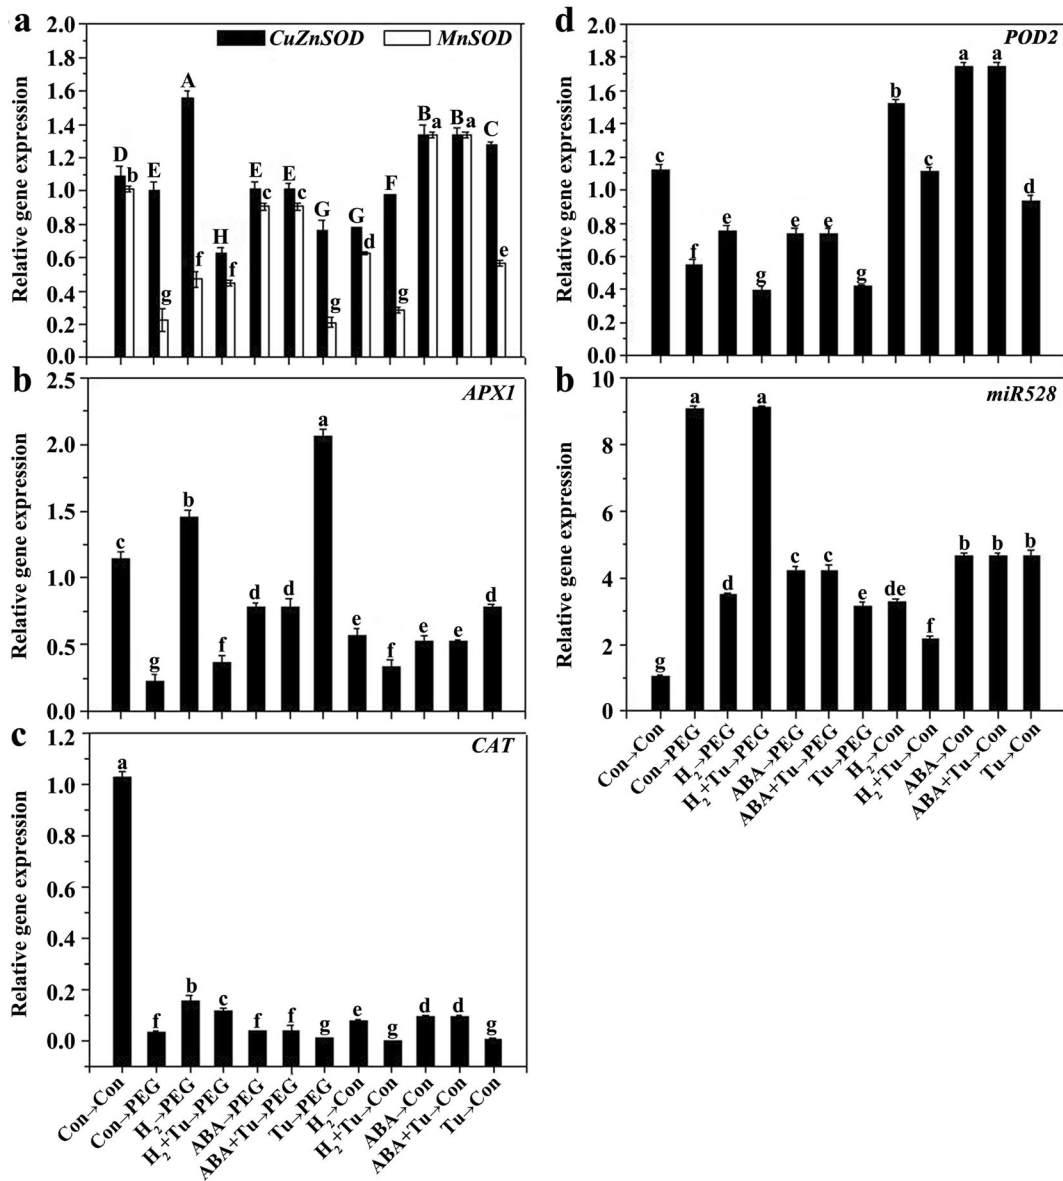 a
CuZnSOD MnSOD
Relative gene expression
2.0
1.8
1.6
1.4
1.2
1.0
0.8
0.6
0.4
0.2
0.0
D b E g A f H f E c E c G g G d F g B a B a C e
b
APX1
Relative gene expression
2.5
2.0
1.5
1.0
0.5
0.0
c g b f d d a e f e e d
c
CAT
Relative gene expression
1.2
1.0
0.8
0.6
0.4
0.2
0.0
a f b c f f g e g d d g
Con→Con
Con→PEG
H2→PEG
H2+Tu→PEG
ABA→PEG
ABA+Tu→PEG
Tu→PEG
H2→Con
H2+Tu→Con
ABA→Con
ABA+Tu→Con
Tu→Con
d
POD2
Relative gene expression
2.0
1.8
1.6
1.4
1.2
1.0
0.8
0.6
0.4
0.2
0.0
c f e g e e g b c a a d
b
miR528
Relative gene expression
10
8
6
4
2
0
g a d a c c e de f b b b
Con→Con
Con→PEG
H2→PEG
H2+Tu→PEG
ABA→PEG
ABA+Tu→PEG
Tu→PEG
H2→Con
H2+Tu→Con
ABA→Con
ABA+Tu→Con
Tu→Con